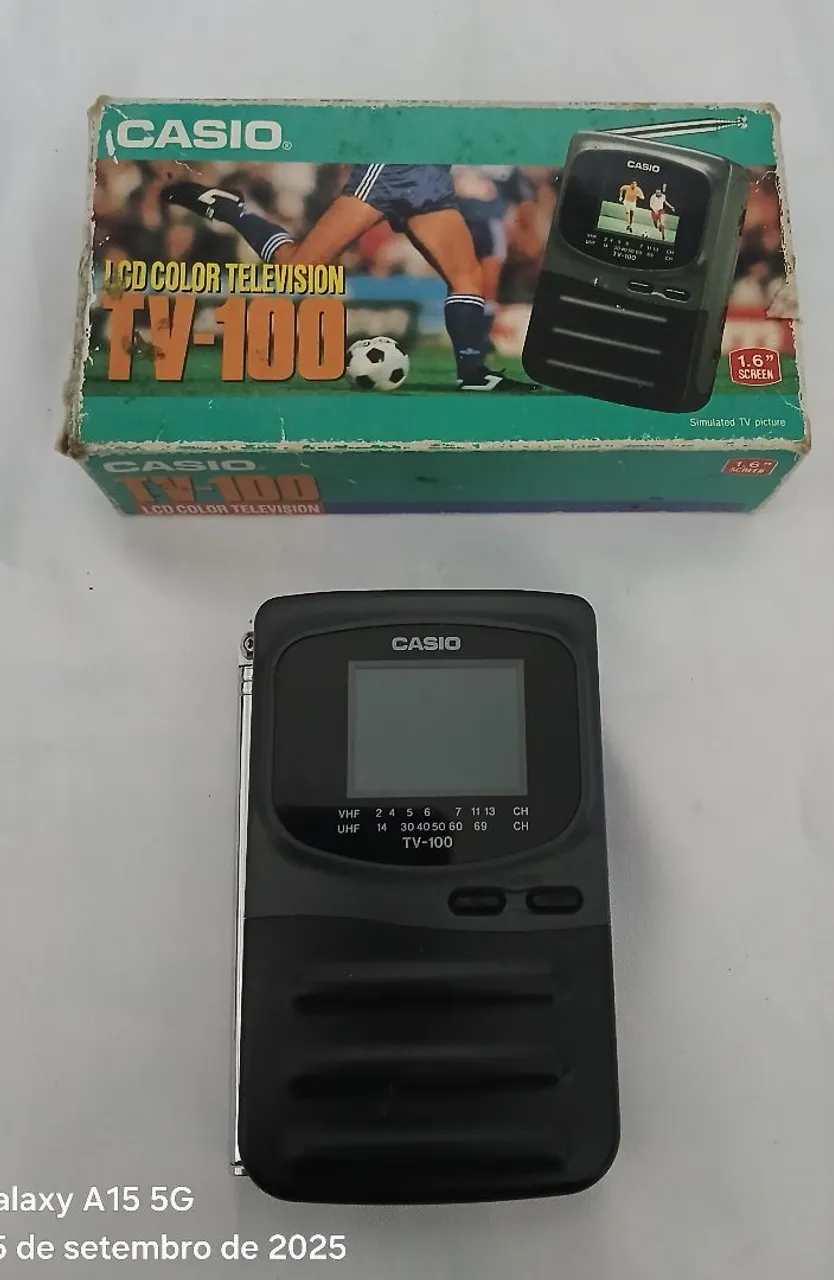 CASIO®
CASIO
VHF 2 4 5 6 7 11 13 CH
UHF 14 30 40 50 60 69 CH
TV-100
LCD COLOR TELEVISION
TV-100
1.6" SCREEN
Simulated TV picture
CASIO
1.6" SCREEN
TV-100
LCD COLOR TELEVISION
CASIO
VHF 2 4 5 6 7 11 13 CH
UHF 14 30 40 50 60 69 CH
TV-100
alaxy A15 5G
5 de setembro de 2025